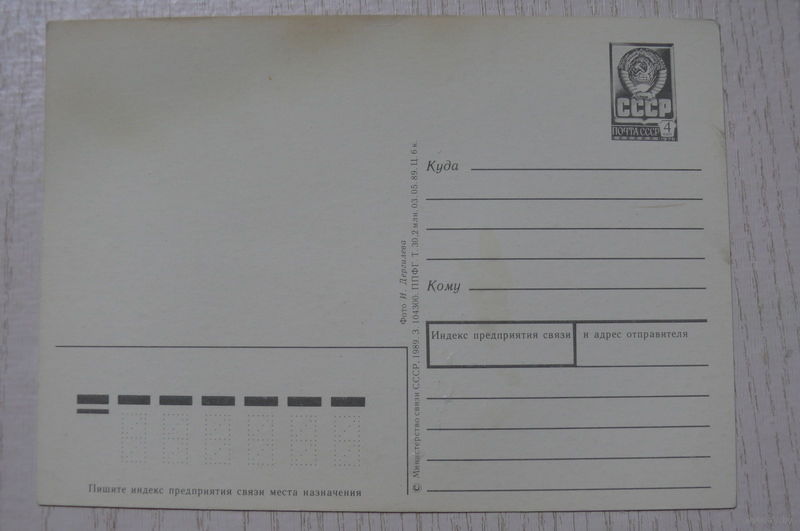 СССР
ПОЧТА СССР 4
Куда
Кому
Индекс предприятия связи и адрес отправителя
Фото И. Дергилева
© Министерство связи СССР, 1989. З. 104300. ППФГ. Т. 30,2 млн. 03.05.89. Ц. 6 к.
Пишите индекс предприятия связи места назначения